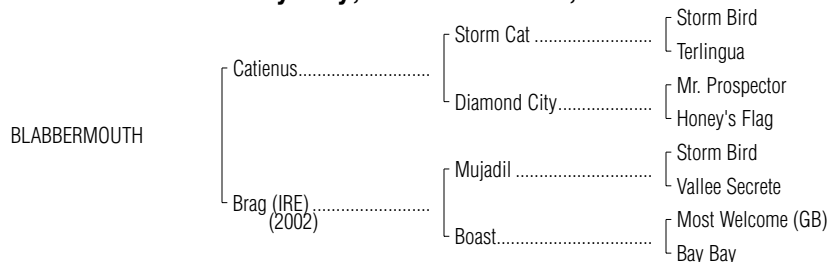 Storm Bird
Storm Cat
Terlingua
Catienus
Mr. Prospector
Diamond City
Honey's Flag
BLABBERMOUTH
Storm Bird
Mujadil
Vallee Secrete
Brag (IRE)
(2002)
Most Welcome (GB)
Boast
Bay Bay